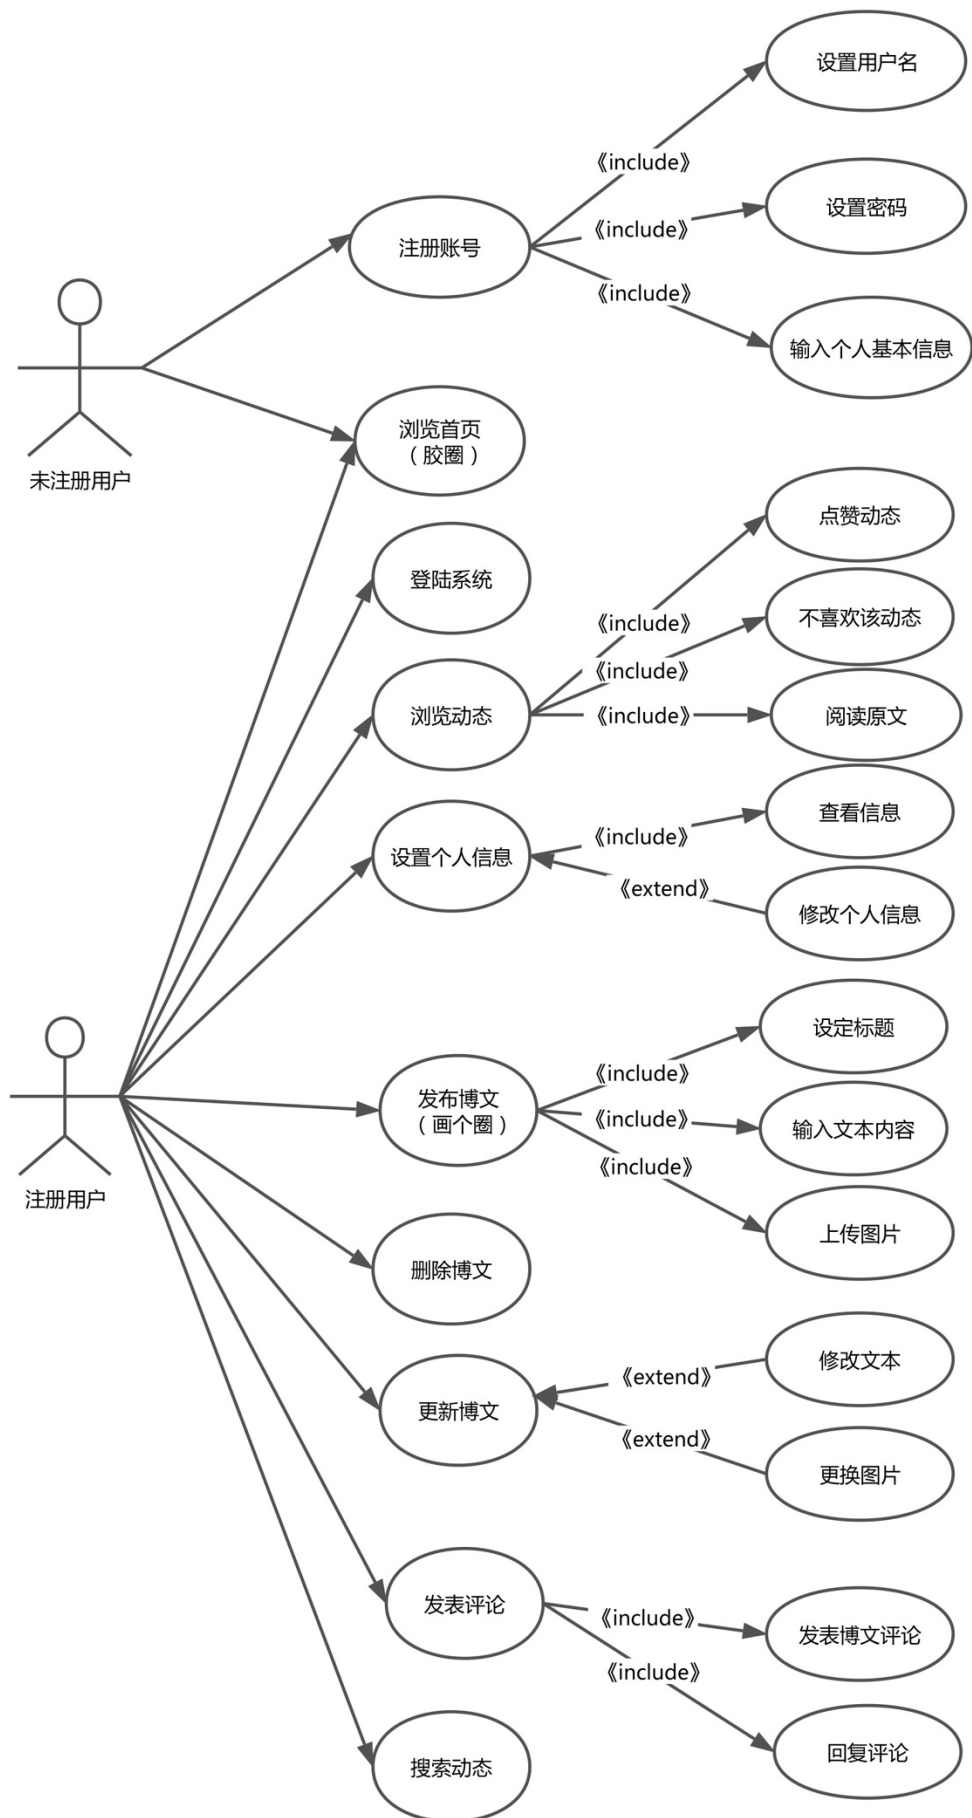 设置用户名
《include》
设置密码
《include》
注册账号
《include》
输入个人基本信息
浏览首页
（胶圈）
未注册用户
点赞动态
登陆系统
《include》
不喜欢该动态
《include》
浏览动态
《include》
阅读原文
查看信息
《include》
设置个人信息
《extend》
修改个人信息
设定标题
《include》
发布博文
（画个圈）
《include》
输入文本内容
《include》
注册用户
上传图片
删除博文
修改文本
《extend》
更新博文
《extend》
更换图片
发表评论
《include》
发表博文评论
《include》
回复评论
搜索动态